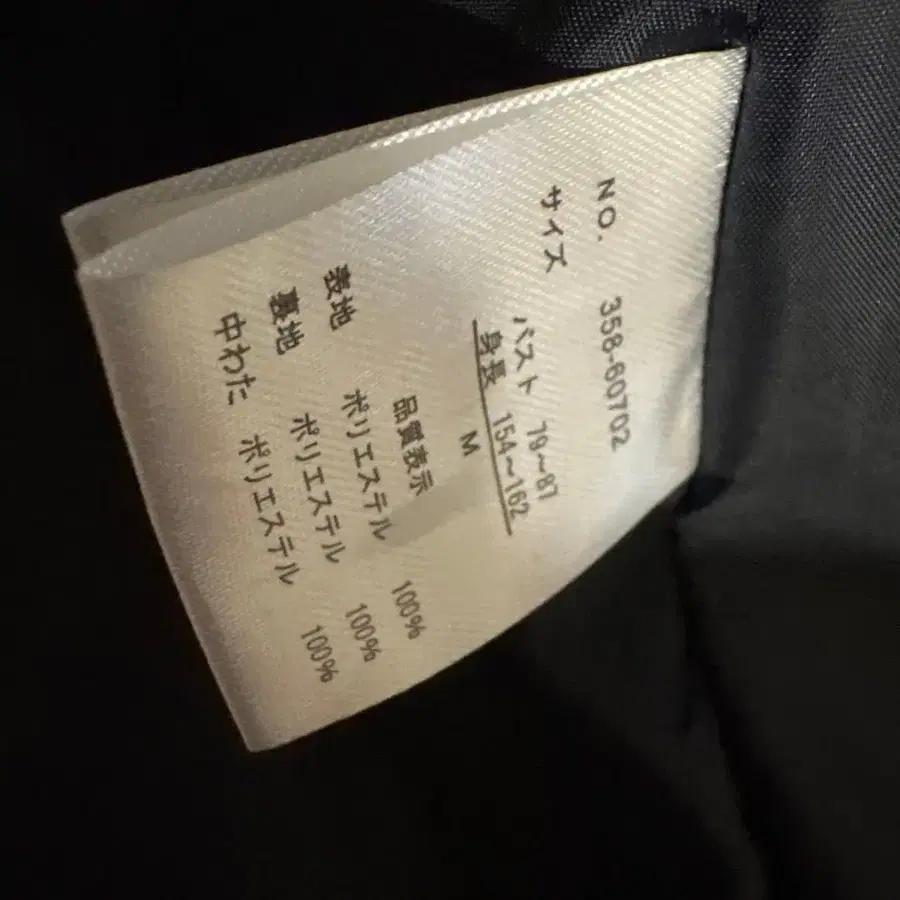 NO. 358-60702
サイズ
バスト 79～87
身長 154～162
M
品質表示
表地 ポリエステル 100%
裏地 ポリエステル 100%
中わた ポリエステル 100%